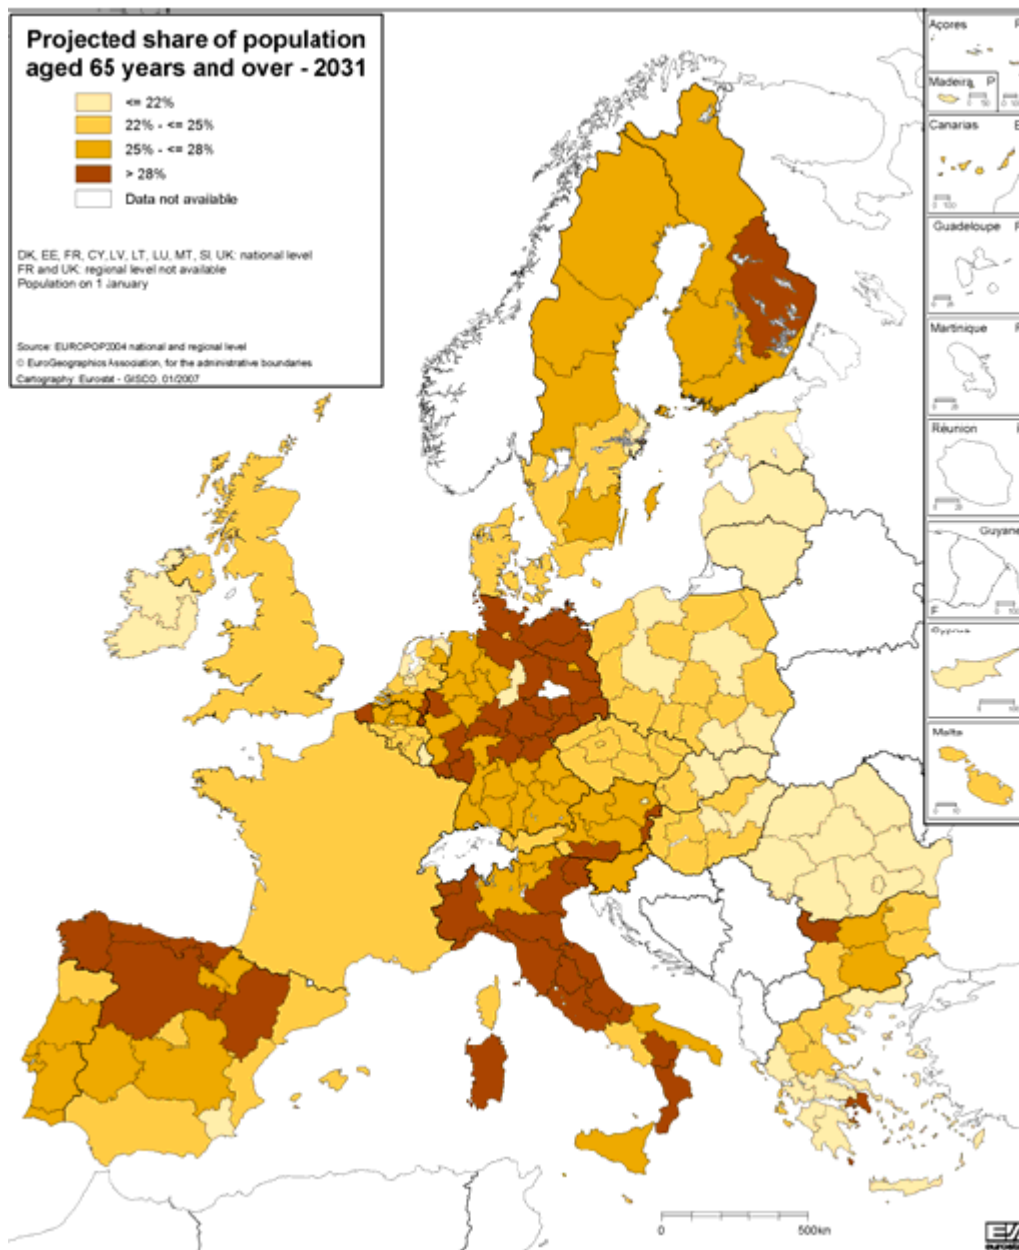 Projected share of population
aged 65 years and over - 2031
<= 22%
22% - <= 25%
25% - <= 28%
> 28%
Data not available
DK, EE, FR, CY, LV, LT, LU, MT, SI, UK: national level
FR and UK: regional level not available
Population on 1 January
Source: EUROPOP2004 national and regional level
© EuroGeographics Association, for the administrative boundaries
Cartography: Eurostat - GISCO, 01/2007
Açores
Madeira P
Canarias E
0 100
Guadeloupe F
Martinique F
Réunion
Guyane
F
Malta
0 500km